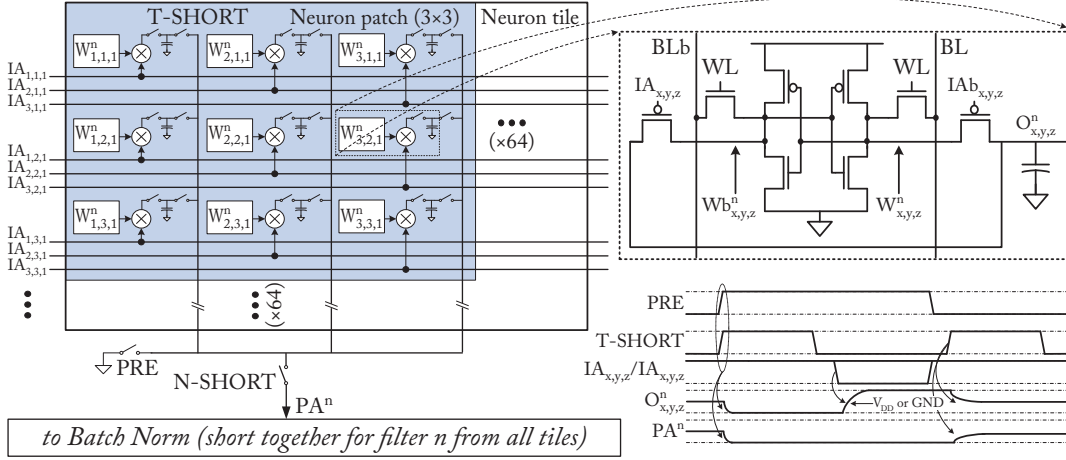 T-SHORT
Neuron patch (3×3)
Neuron tile
W^n_{1,1,1}
W^n_{2,1,1}
W^n_{3,1,1}
IA_{1,1,1}
IA_{2,1,1}
IA_{3,1,1}
W^n_{1,2,1}
W^n_{2,2,1}
W^n_{3,2,1}
••• (×64)
IA_{1,2,1}
IA_{2,2,1}
IA_{3,2,1}
W^n_{1,3,1}
W^n_{2,3,1}
W^n_{3,3,1}
IA_{1,3,1}
IA_{2,3,1}
IA_{3,3,1}
••• (×64)
PRE
N-SHORT
PA^n
to Batch Norm (short together for filter n from all tiles)
BLb
BL
WL
WL
IA_{x,y,z}
IAb_{x,y,z}
O^n_{x,y,z}
Wb^n_{x,y,z}
W^n_{x,y,z}
PRE
T-SHORT
IA_{x,y,z}/IA_{x,y,z}
O^n_{x,y,z}
V_{DD} or GND
PA^n